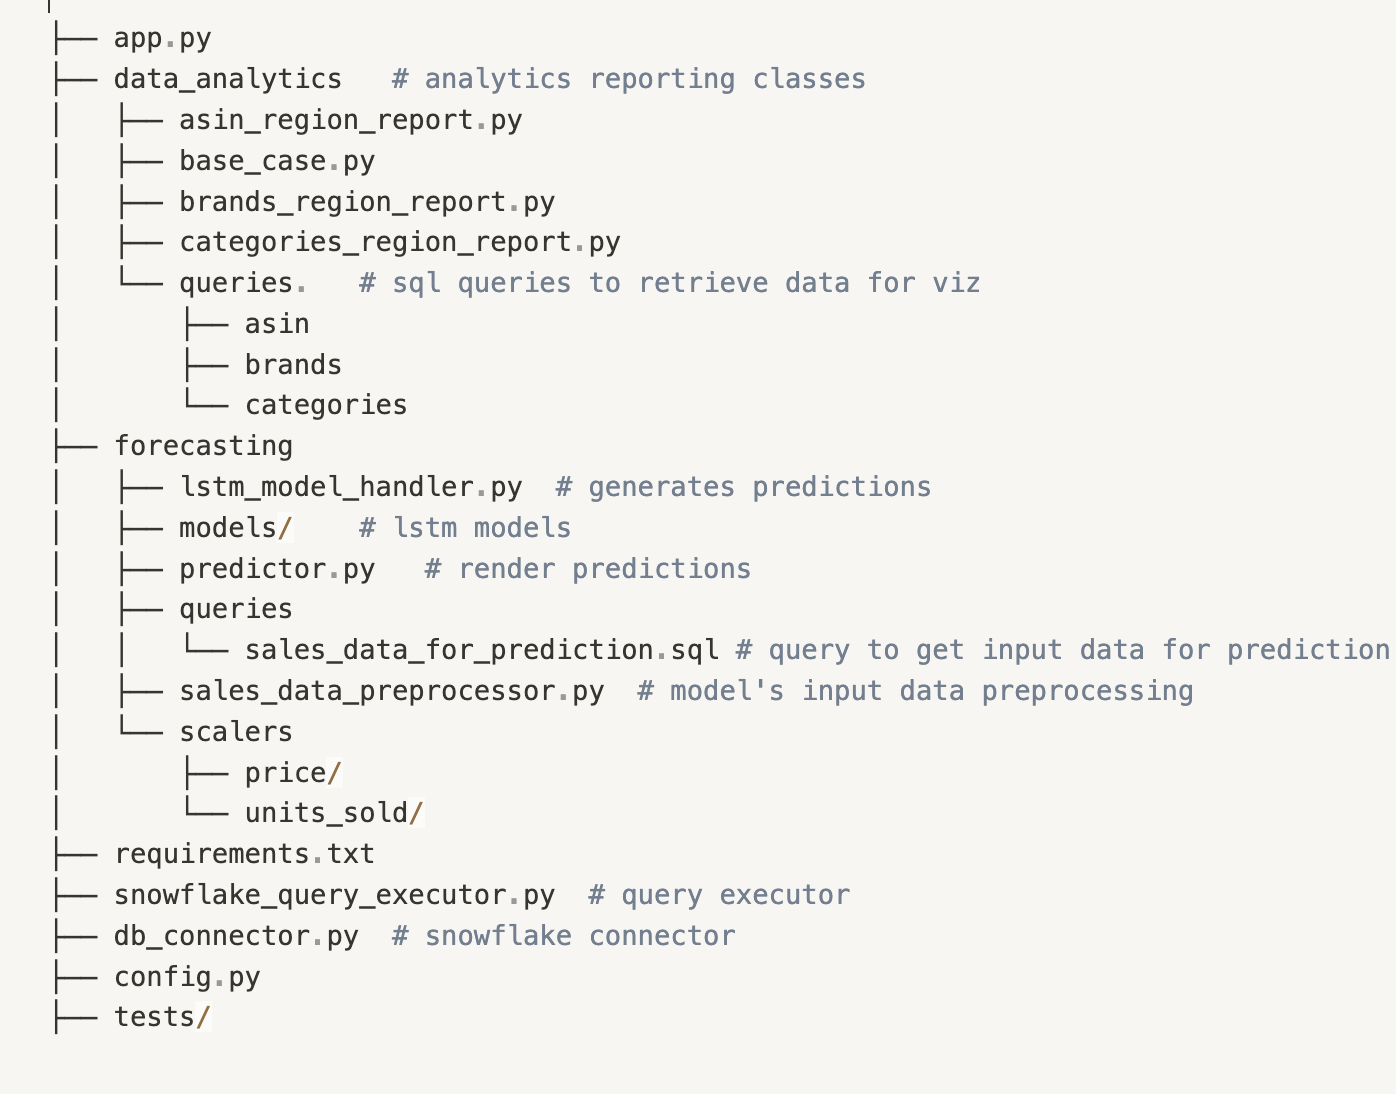 ├── app.py
├── data_analytics   # analytics reporting classes
│   ├── asin_region_report.py
│   ├── base_case.py
│   ├── brands_region_report.py
│   ├── categories_region_report.py
│   └── queries.   # sql queries to retrieve data for viz
│       ├── asin
│       ├── brands
│       └── categories
├── forecasting
│   ├── lstm_model_handler.py  # generates predictions
│   ├── models/    # lstm models
│   ├── predictor.py   # render predictions
│   ├── queries
│   │   └── sales_data_for_prediction.sql # query to get input data for prediction
│   ├── sales_data_preprocessor.py  # model's input data preprocessing
│   └── scalers
│       ├── price/
│       └── units_sold/
├── requirements.txt
├── snowflake_query_executor.py  # query executor
├── db_connector.py  # snowflake connector
├── config.py
├── tests/